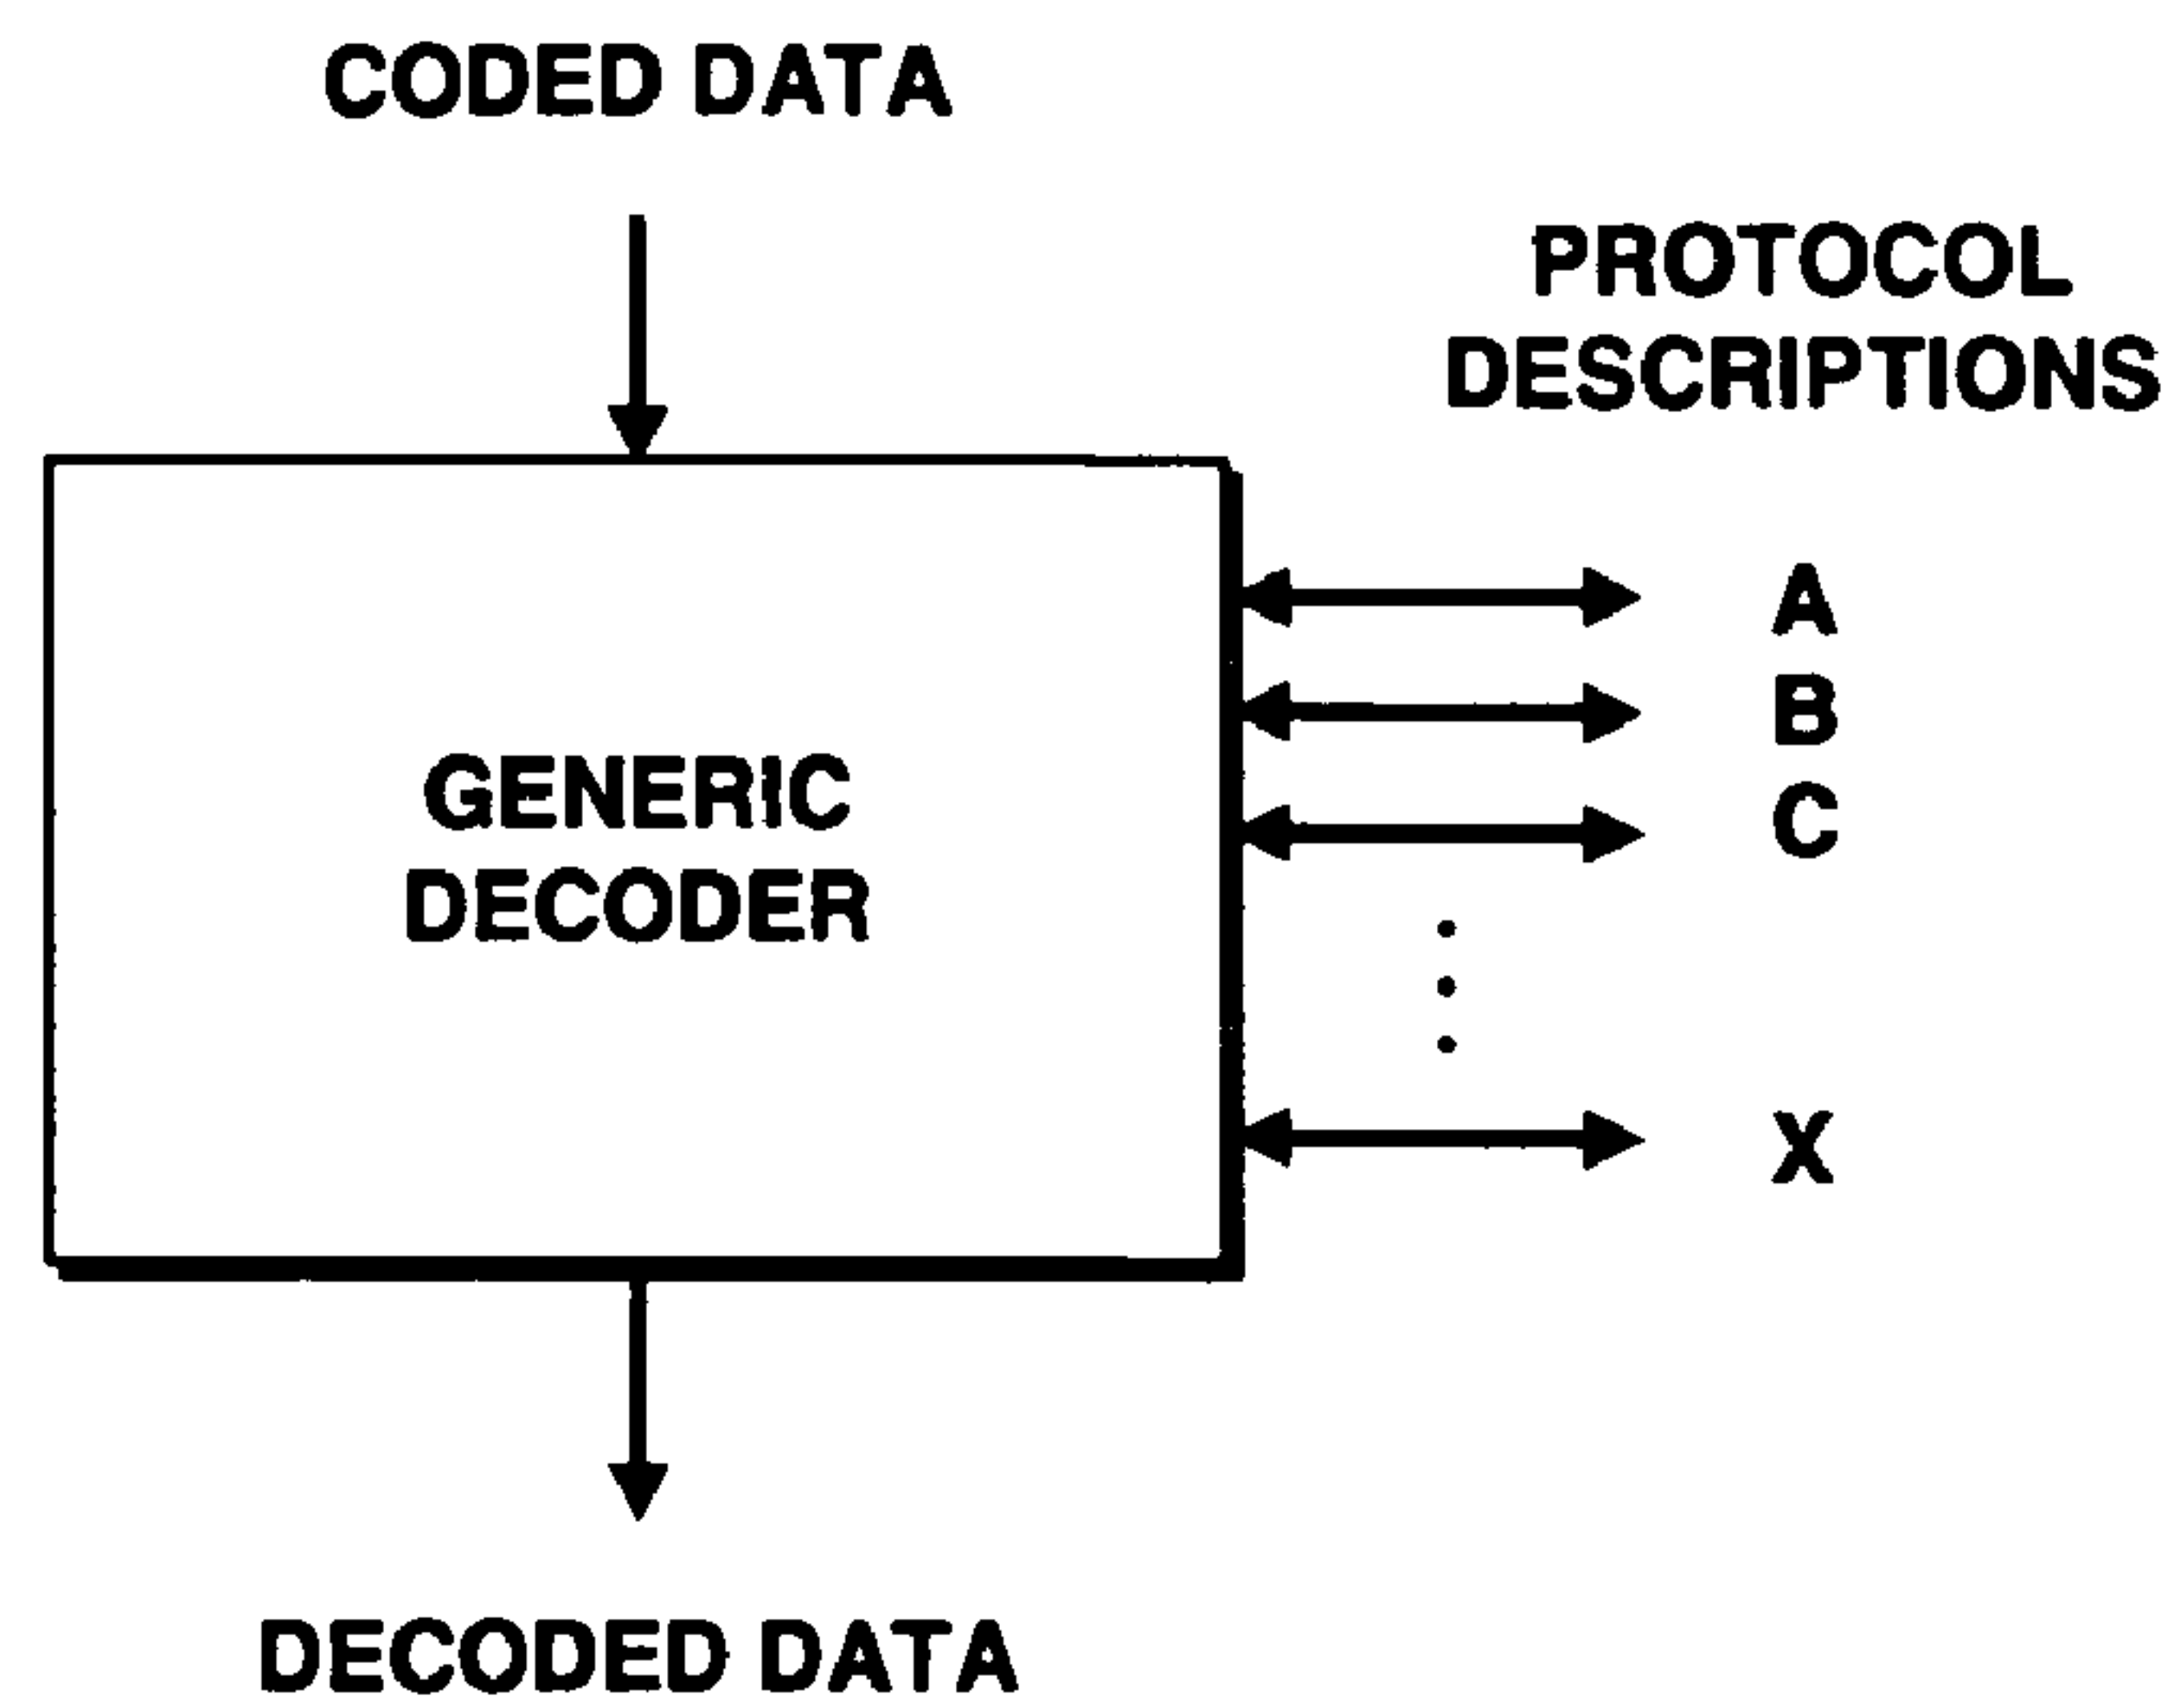 CODED DATA
PROTOCOL
DESCRIPTIONS
A
B
C
X
GENERIC
DECODER
DECODED DATA